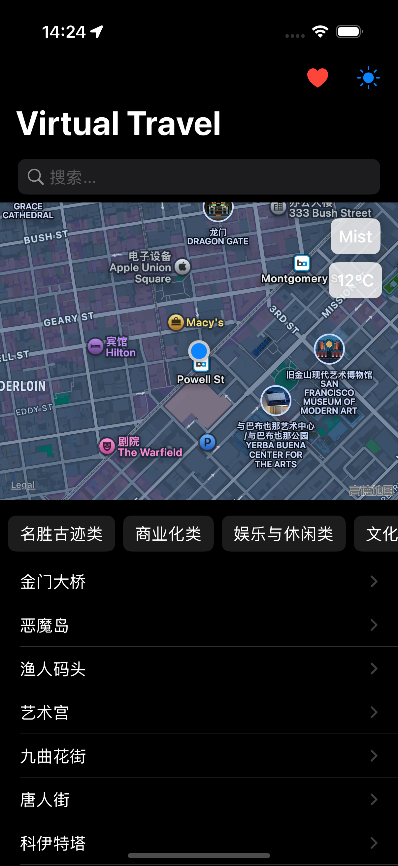 14:24
Virtual Travel
搜索...
GRACE
CATHEDRAL
BUSH ST
龙门
DRAGON GATE
333 Bush Street
Mist
电子设备
Apple Union
Square
Montgomery S
12°C
MISS
GEARY ST
Macy's
3RD ST
宾馆
Hilton
ELL ST
Powell St
旧金山现代艺术博物馆
SAN
FRANCISCO
MUSEUM OF
MODERN ART
DERLOIN
EDDY ST
与巴布也那艺术中心
/与巴布也那公园
YERBA BUENA
CENTER FOR
THE ARTS
剧院
The Warfield
P
Legal
名胜古迹类
商业化类
娱乐与休闲类
文化
金门大桥
恶魔岛
渔人码头
艺术宫
九曲花街
唐人街
科伊特塔